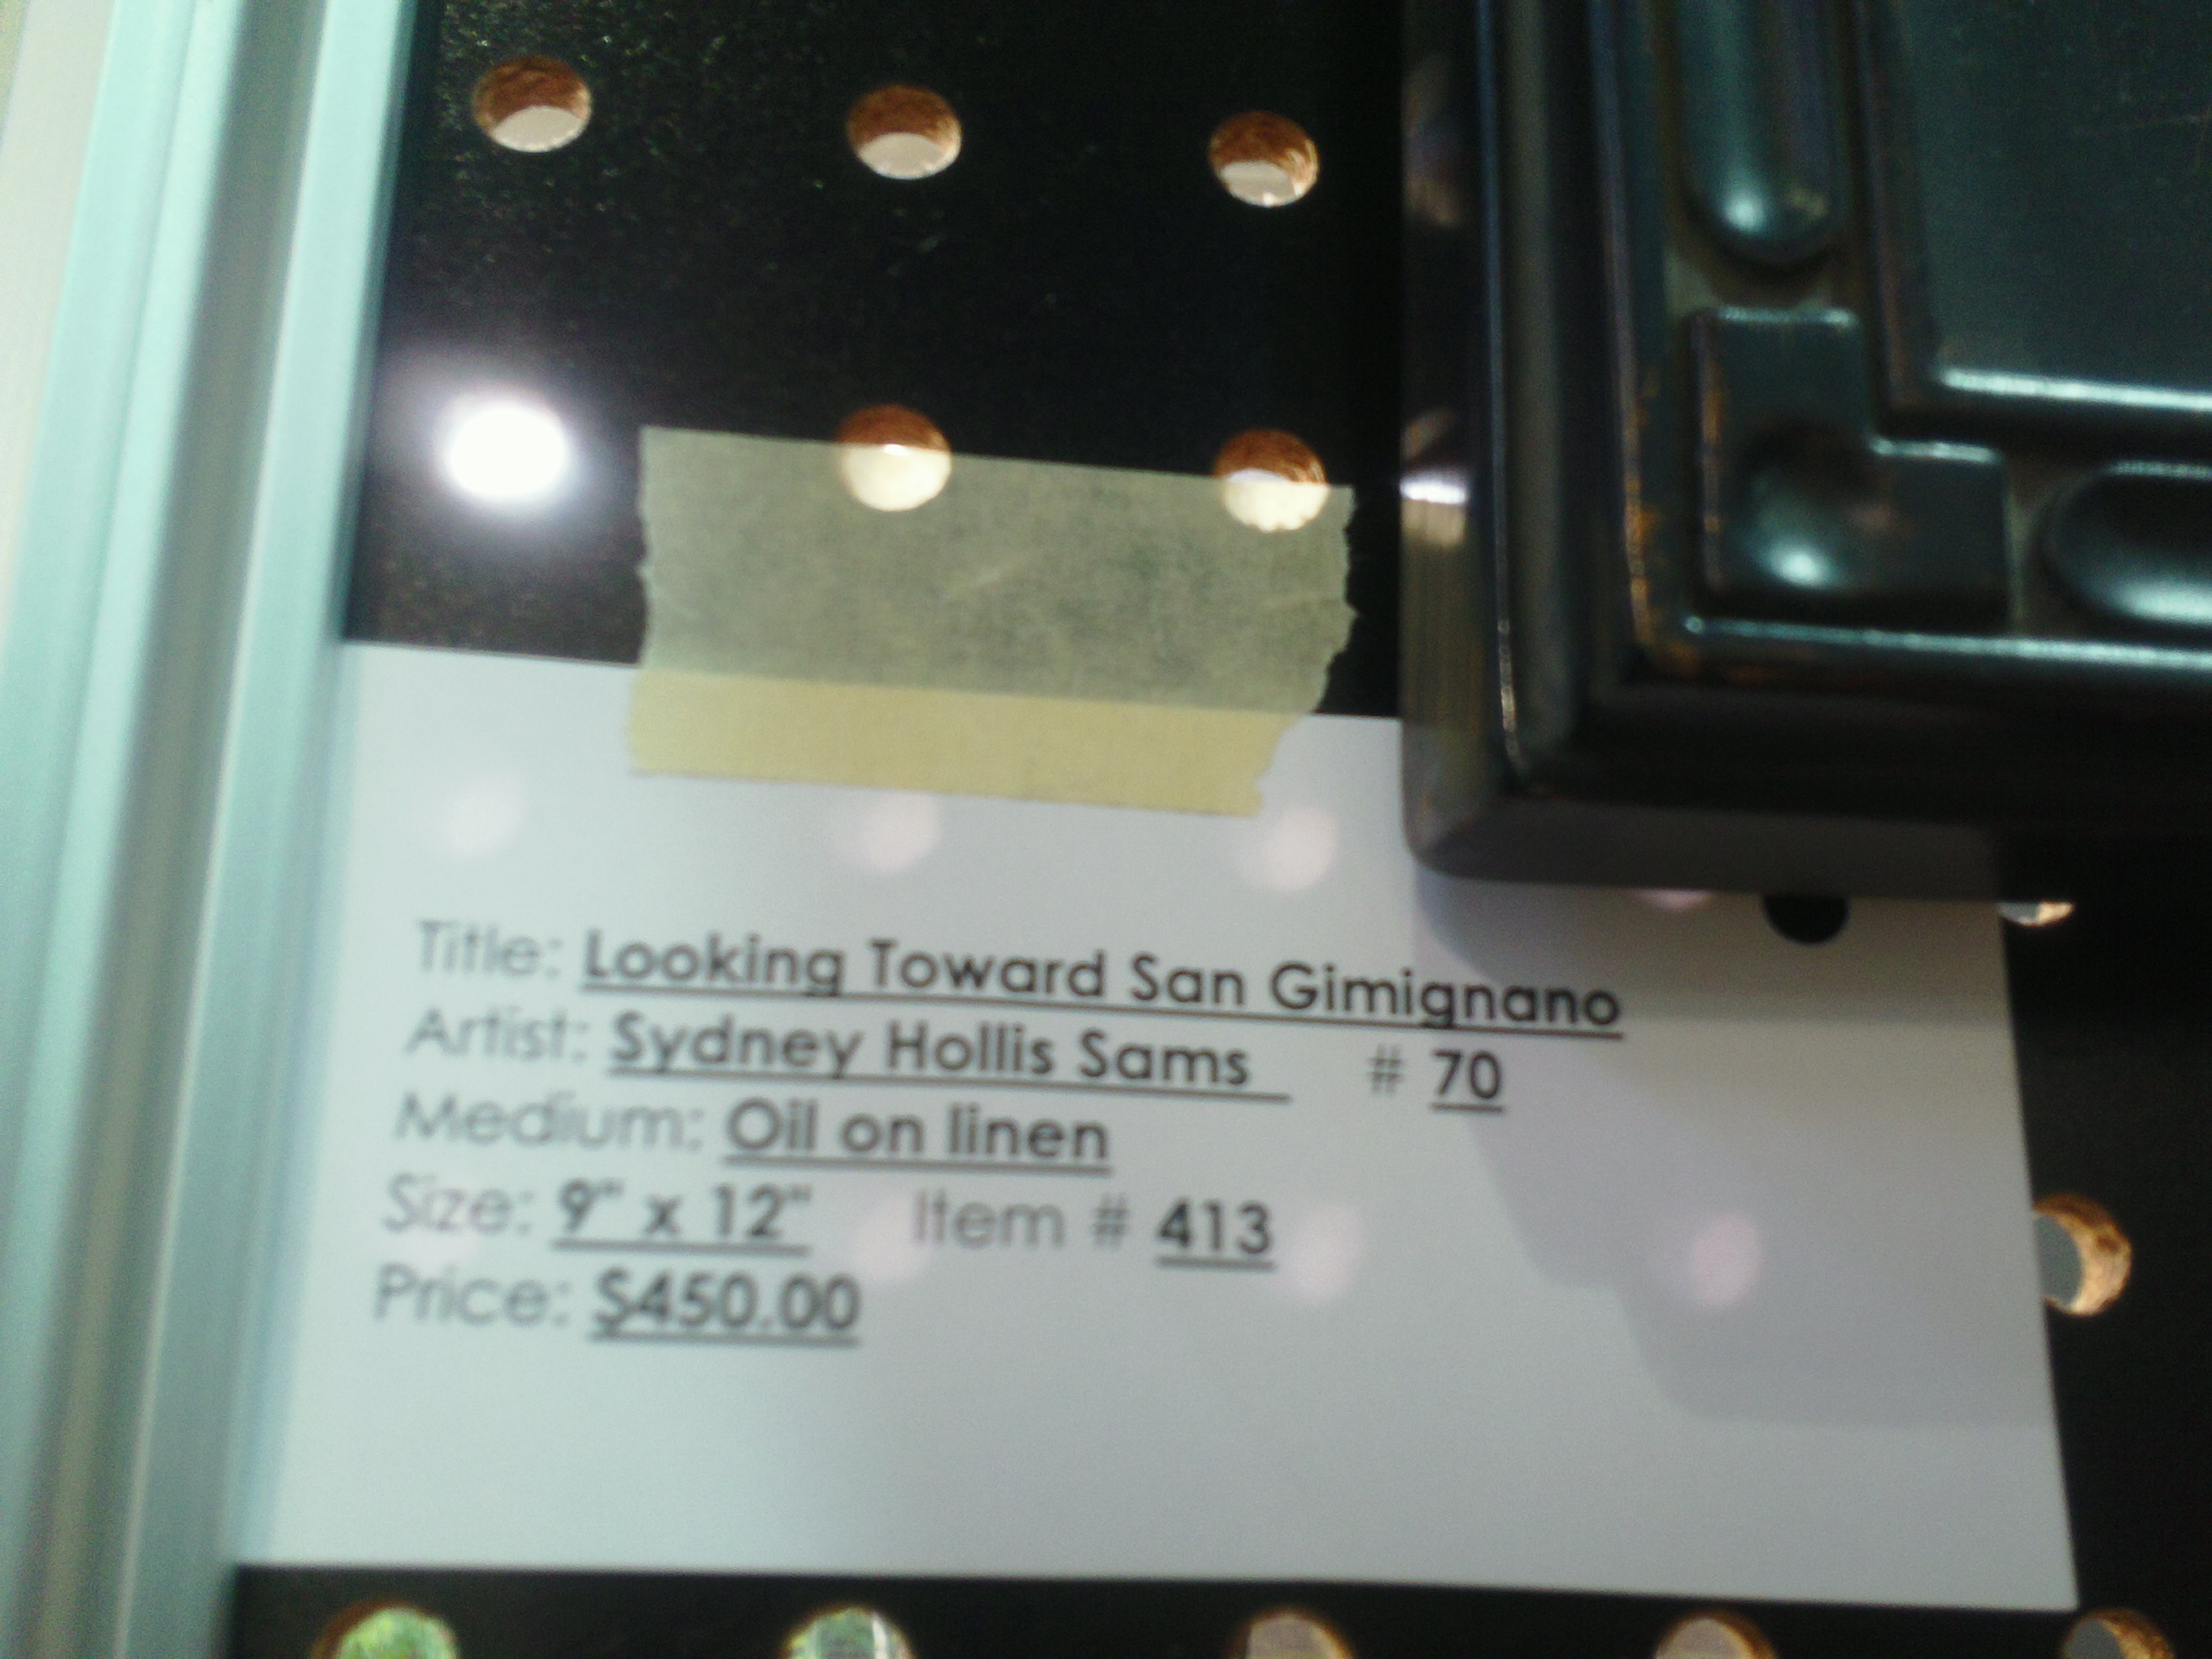 Title: Looking Toward San Gimignano
Artist: Sydney Hollis Sams # 70
Medium: Oil on linen
Size: 9" x 12" Item # 413
Price: $450.00